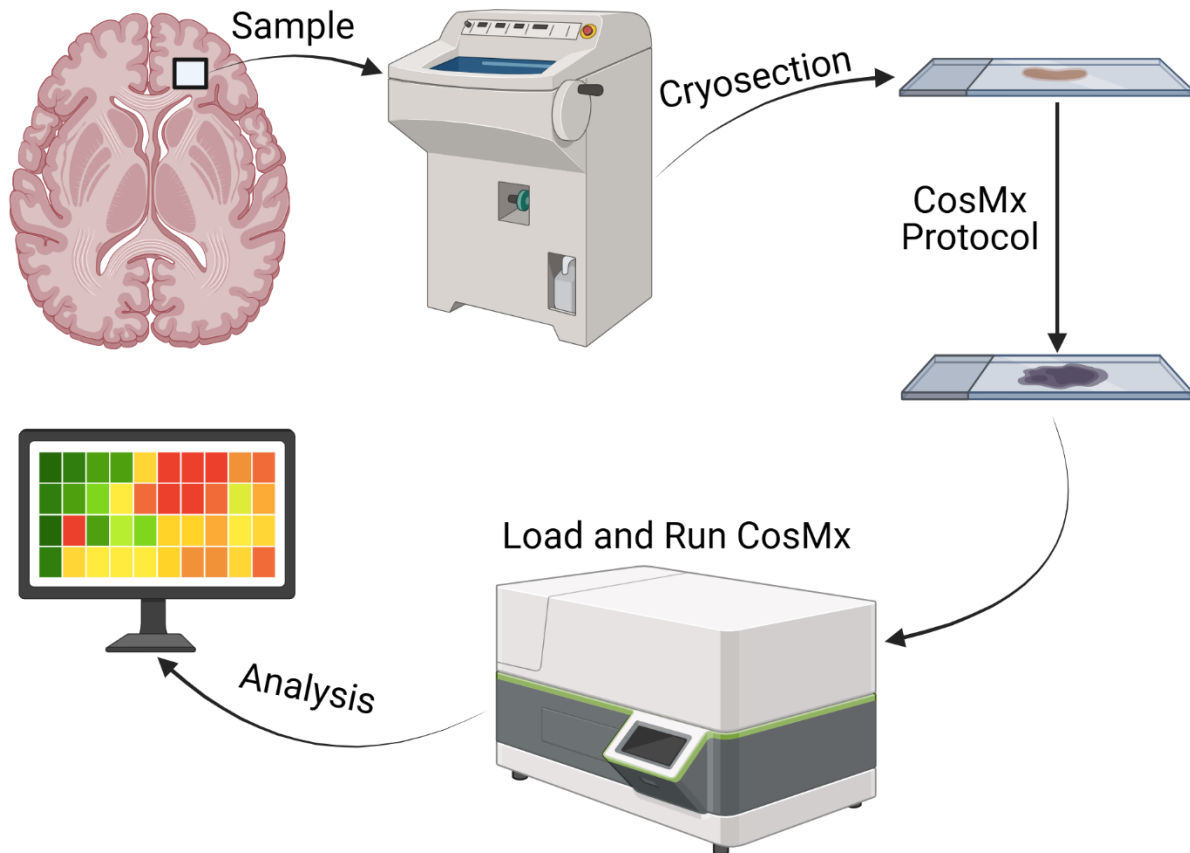 Sample
Cryosection
CosMx
Protocol
Load and Run CosMx
Analysis